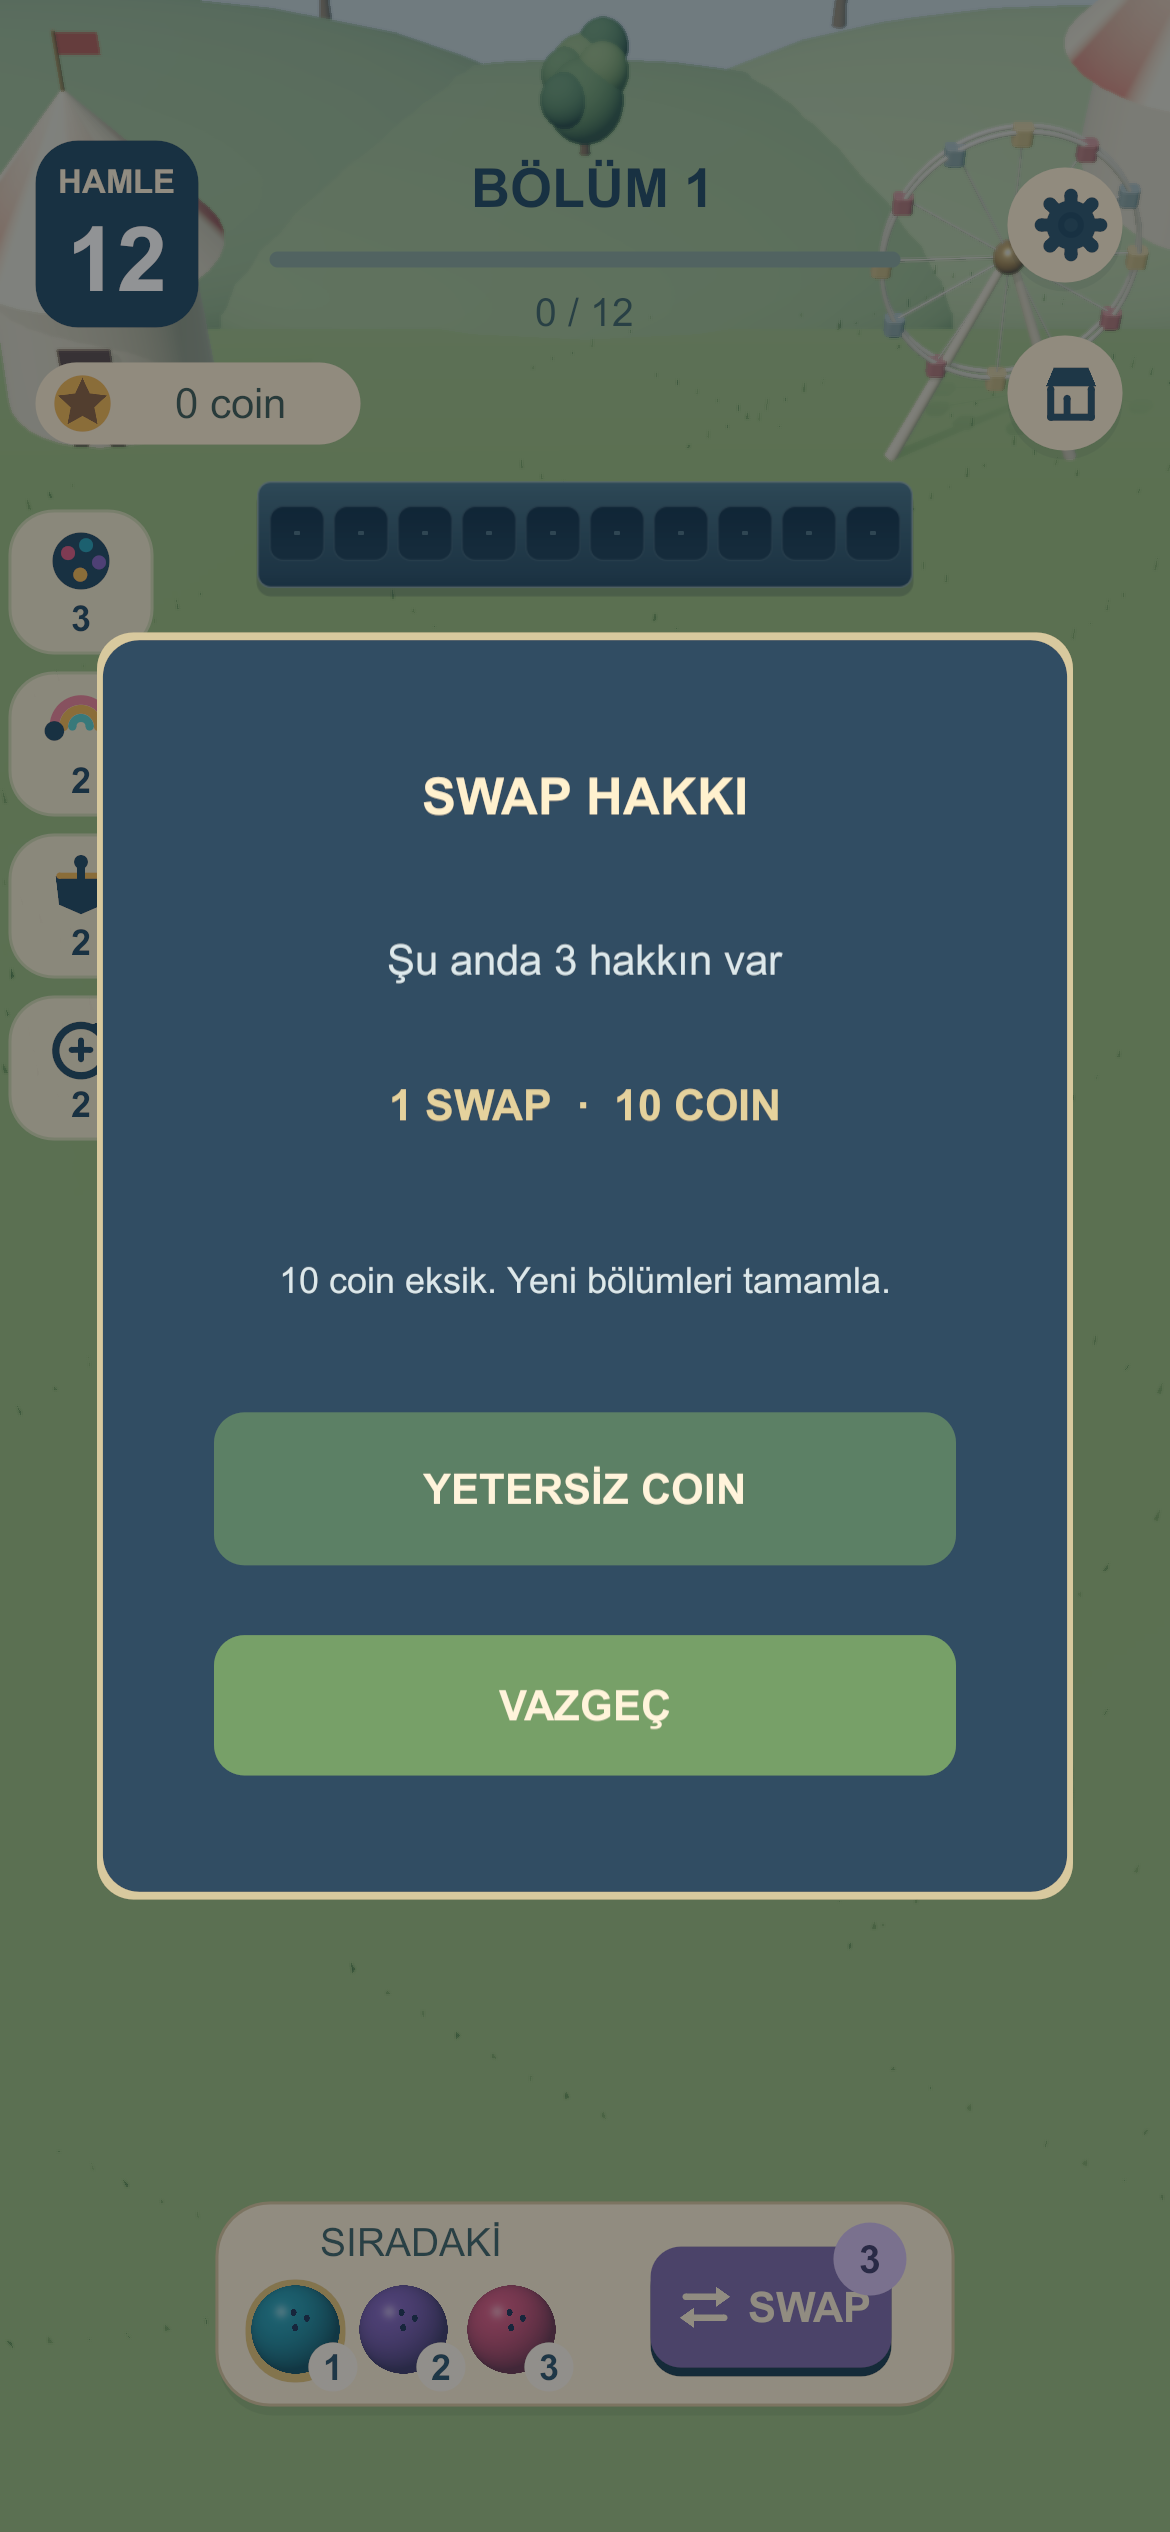 HAMLE
12
BÖLÜM 1
0 / 12
0 coin
3
2
2
2
SWAP HAKKI
Şu anda 3 hakkın var
1 SWAP · 10 COIN
10 coin eksik. Yeni bölümleri tamamla.
YETERSİZ COIN
VAZGEÇ
SIRADAKİ
1
2
3
SWAP
3